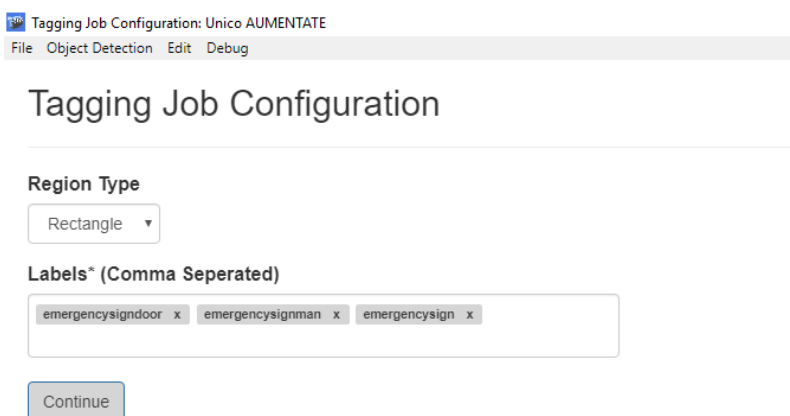 Tagging Job Configuration: Unico AUMENTATE
File Object Detection Edit Debug
Tagging Job Configuration
Region Type
Rectangle
Labels* (Comma Seperated)
emergencysigndoor x emergencysignman x emergencysign x
Continue